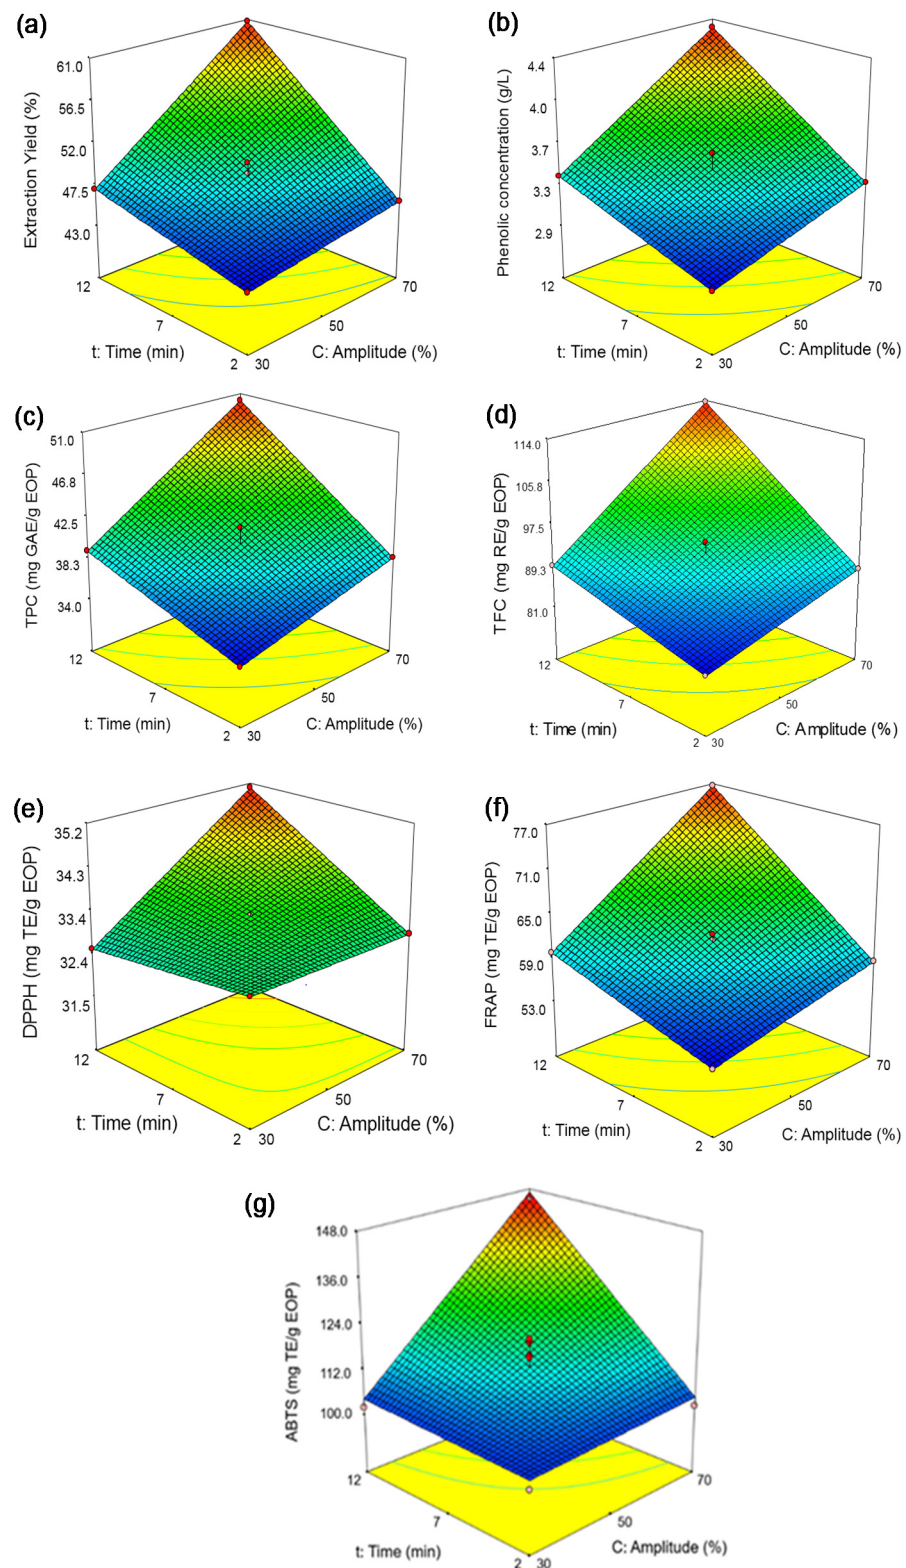 (a)
Extraction Yield (%)
61.0
56.5
52.0
47.5
43.0
12
7
2
30
50
70
t: Time (min)
C: Amplitude (%)
(b)
Phenolic concentration (g/L)
4.4
4.0
3.7
3.3
2.9
12
7
2
30
50
70
t: Time (min)
C: Amplitude (%)
(c)
TPC (mg GAE/g EOP)
51.0
46.8
42.5
38.3
34.0
12
7
2
30
50
70
t: Time (min)
C: Amplitude (%)
(d)
TFC (mg RE/g EOP)
114.0
105.8
97.5
89.3
81.0
12
7
2
30
50
70
t: Time (min)
C: Amplitude (%)
(e)
DPPH (mg TE/g EOP)
35.2
34.3
33.4
32.4
31.5
12
7
2
30
50
70
t: Time (min)
C: Amplitude (%)
(f)
FRAP (mg TE/g EOP)
77.0
71.0
65.0
59.0
53.0
12
7
2
30
50
70
t: Time (min)
C: Amplitude (%)
(g)
ABTS (mg TE/g EOP)
148.0
136.0
124.0
112.0
100.0
12
7
2
30
50
70
t: Time (min)
C: Amplitude (%)